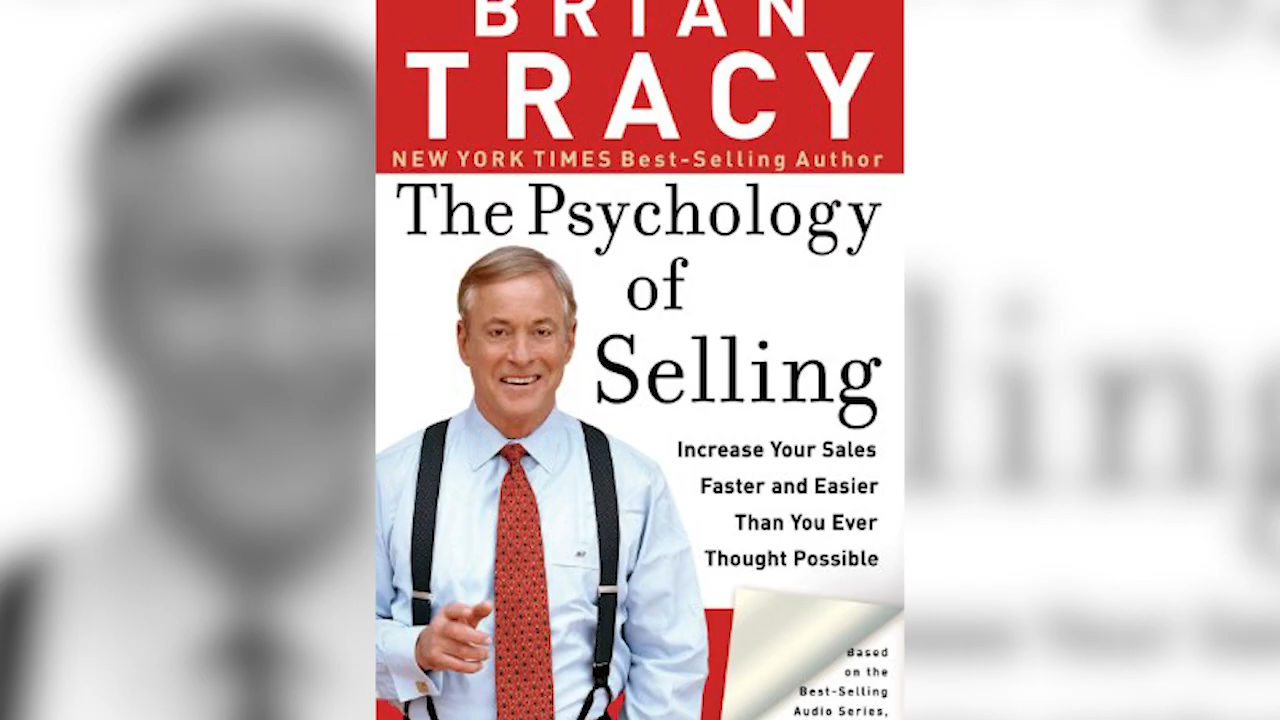 BRIAN
TRACY
NEW YORK TIMES Best-Selling Author
The Psychology
of
Selling
Increase Your Sales
Faster and Easier
Than You Ever
Thought Possible
Based
on the
Best-Selling
Audio Series,